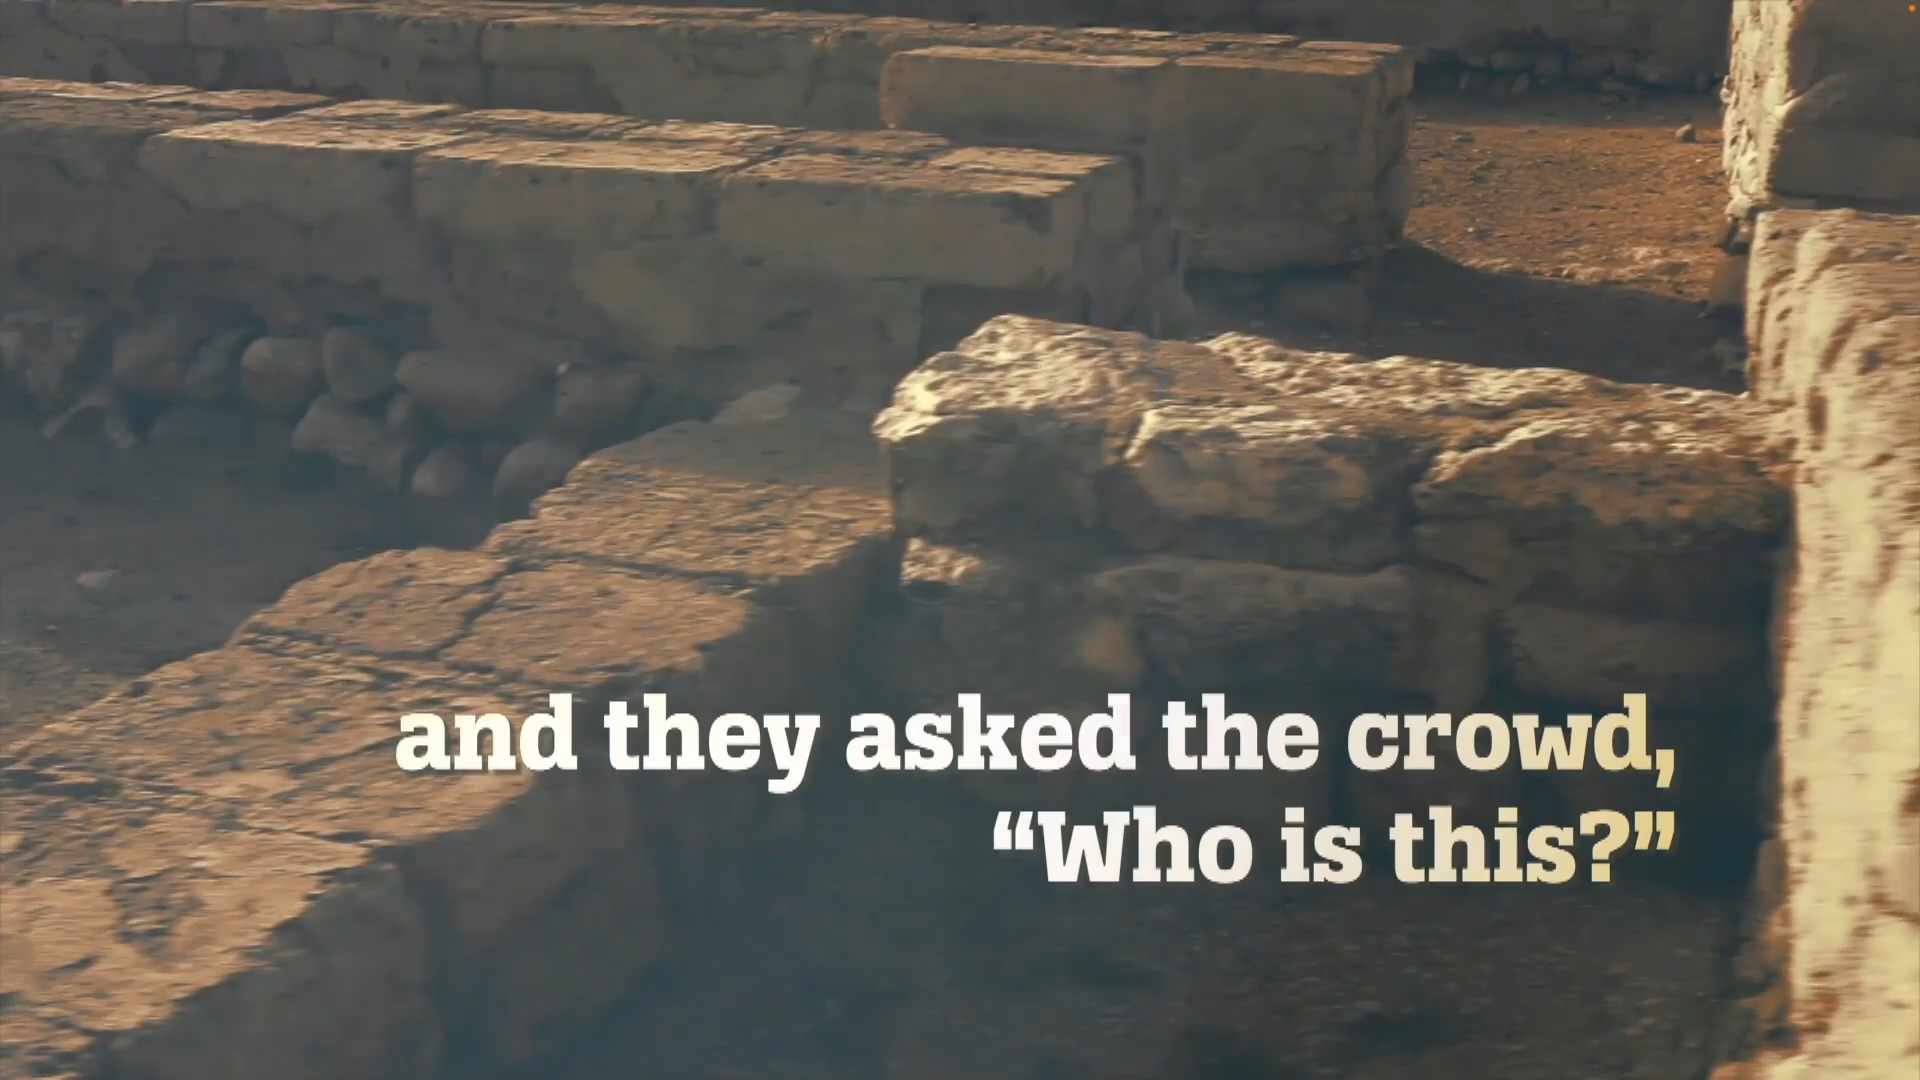 and they asked the crowd,
“Who is this?”